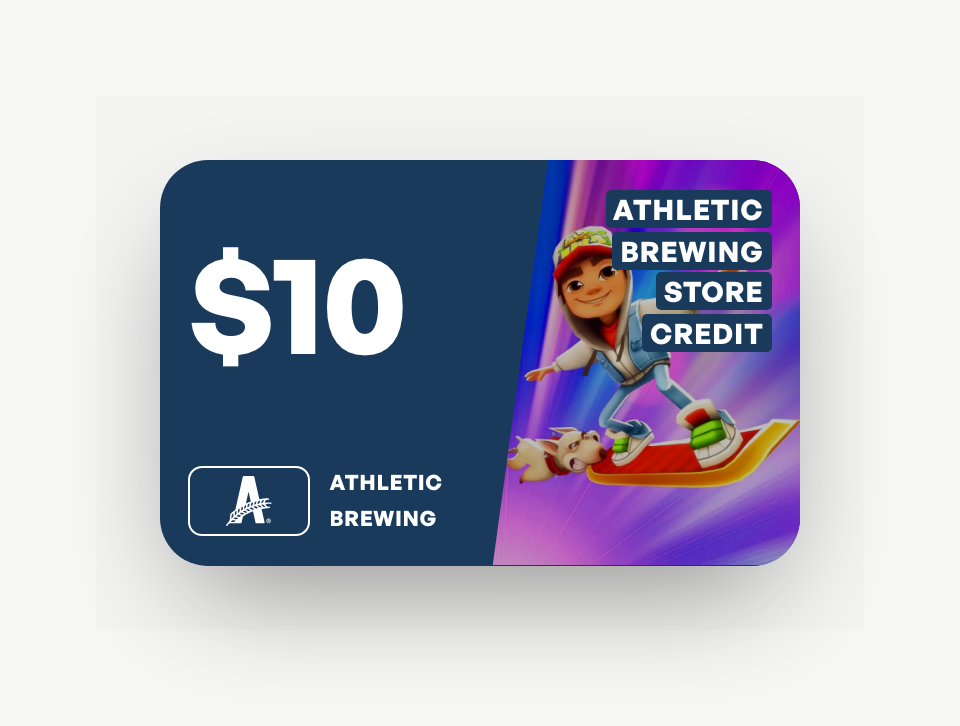 $10
ATHLETIC
BREWING
STORE
CREDIT
A®
ATHLETIC
BREWING